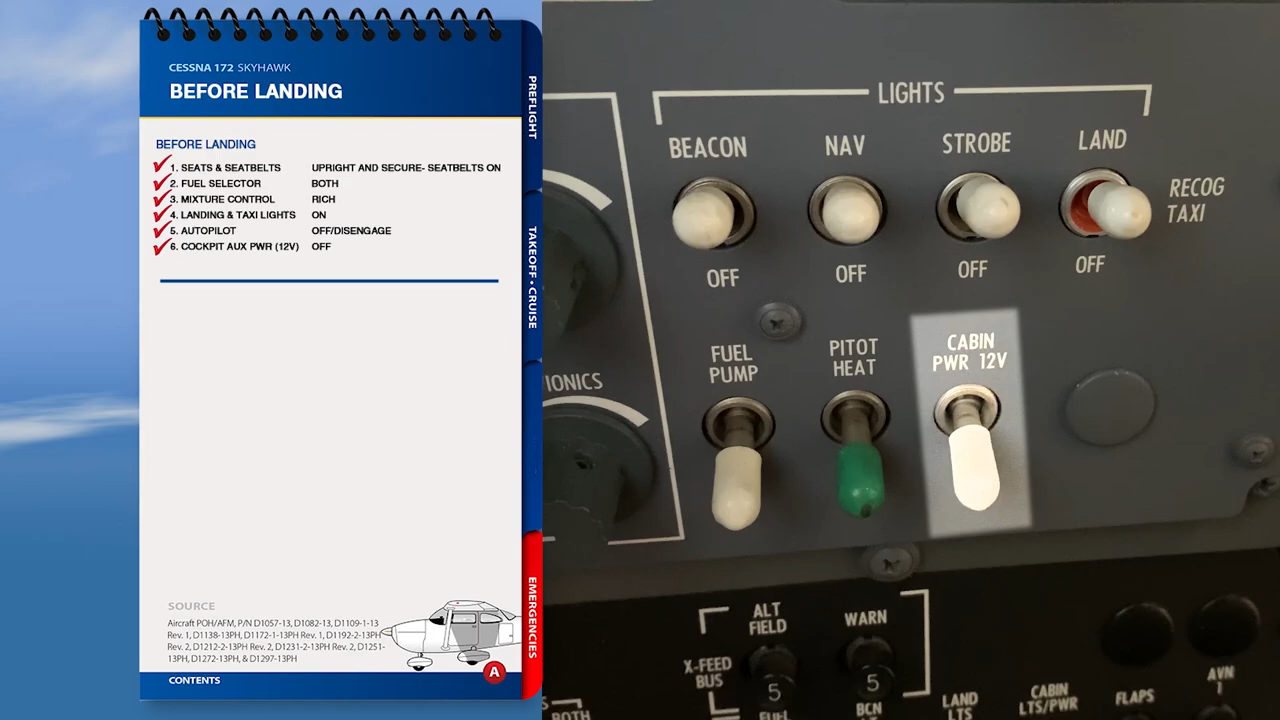 CESSNA 172 SKYHAWK
BEFORE LANDING
BEFORE LANDING
1. SEATS & SEATBELTS UPRIGHT AND SECURE- SEATBELTS ON
2. FUEL SELECTOR BOTH
3. MIXTURE CONTROL RICH
4. LANDING & TAXI LIGHTS ON
5. AUTOPILOT OFF/DISENGAGE
6. COCKPIT AUX PWR (12V) OFF
SOURCE
Aircraft POH/AFM, P/N D1057-13, D1082-13, D1109-1-13
Rev. 1, D1138-13PH, D1172-1-13PH Rev. 1, D1192-2-13PH
Rev. 2, D1212-2-13PH Rev. 2, D1231-2-13PH Rev. 2, D1251-
13PH, D1272-13PH, & D1297-13PH
A
CONTENTS
PREFLIGHT
TAKEOFF • CRUISE
EMERGENCIES
LIGHTS
BEACON NAV STROBE LAND
RECOG
TAXI
OFF OFF OFF OFF
FUEL
PUMP
PITOT
HEAT
CABIN
PWR 12V
IONICS
ALT
FIELD
WARN
X-FEED
BUS
5 5
FUEL
BCN
LAND
LTS
CABIN
LTS/PWR
FLAPS
AVN
1
BOTH